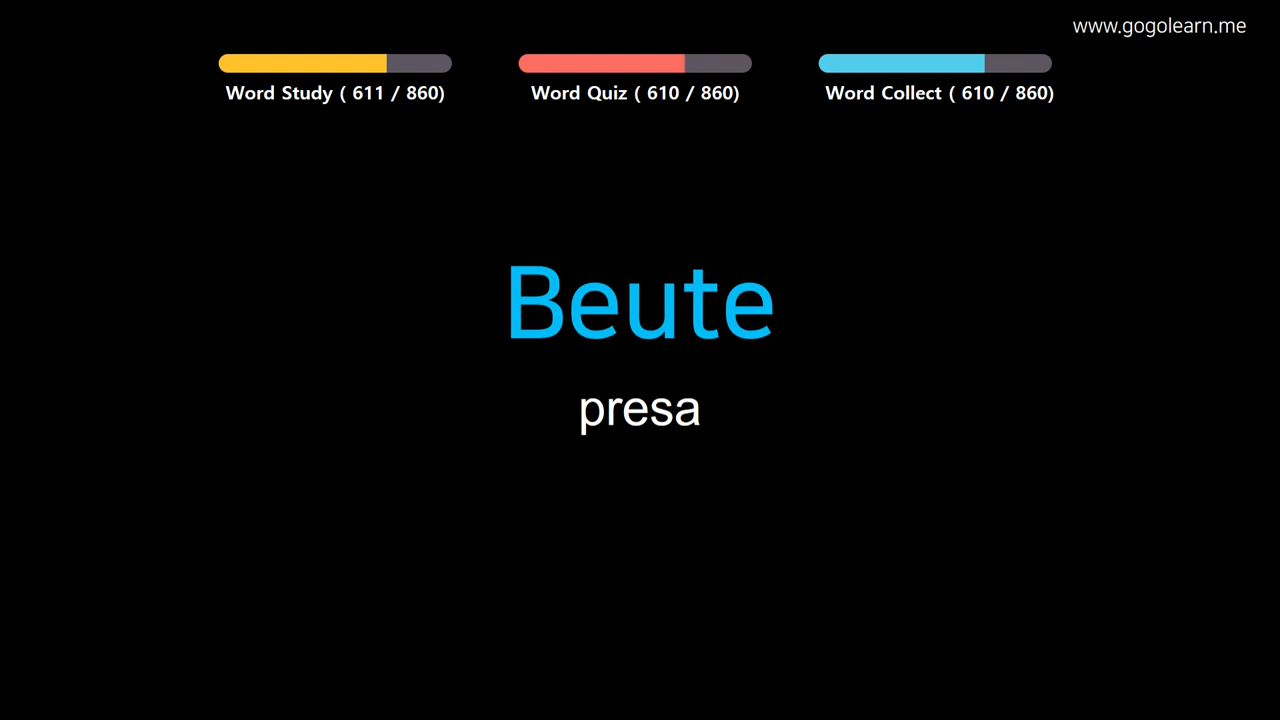 www.gogolearn.me
Word Study ( 611 / 860)
Word Quiz ( 610 / 860)
Word Collect ( 610 / 860)
Beute
presa